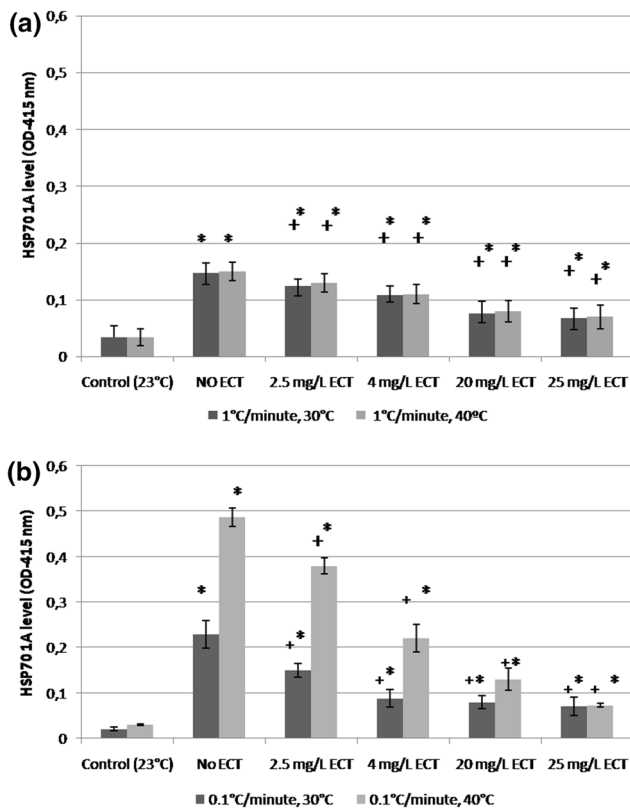 (a)
HSP70 1A level (OD-415 nm)
0,6
0,5
0,4
0,3
0,2
0,1
0
* *
+* +*
+* +*
+* +*
+* +*
Control (23°C) NO ECT 2.5 mg/L ECT 4 mg/L ECT 20 mg/L ECT 25 mg/L ECT
1°C/minute, 30°C 1°C/minute, 40ºC
(b)
HSP70 1A level (OD-415 nm)
0,6
0,5
0,4
0,3
0,2
0,1
0
* *
+* +*
+* + *
+* +*
+* + *
Control (23°C) No ECT 2.5 mg/L ECT 4 mg/L ECT 20 mg/L ECT 25 mg/L ECT
0.1°C/minute, 30°C 0.1°C/minute, 40°C